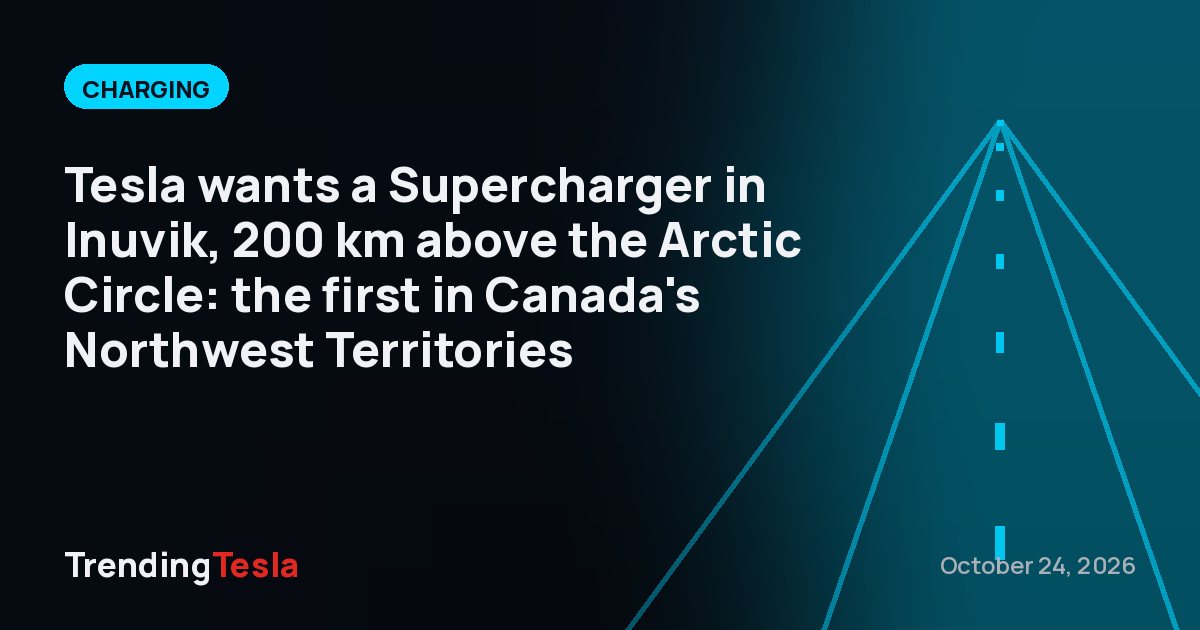 CHARGING
Tesla wants a Supercharger in
Inuvik, 200 km above the Arctic
Circle: the first in Canada's
Northwest Territories
TrendingTesla
October 24, 2026